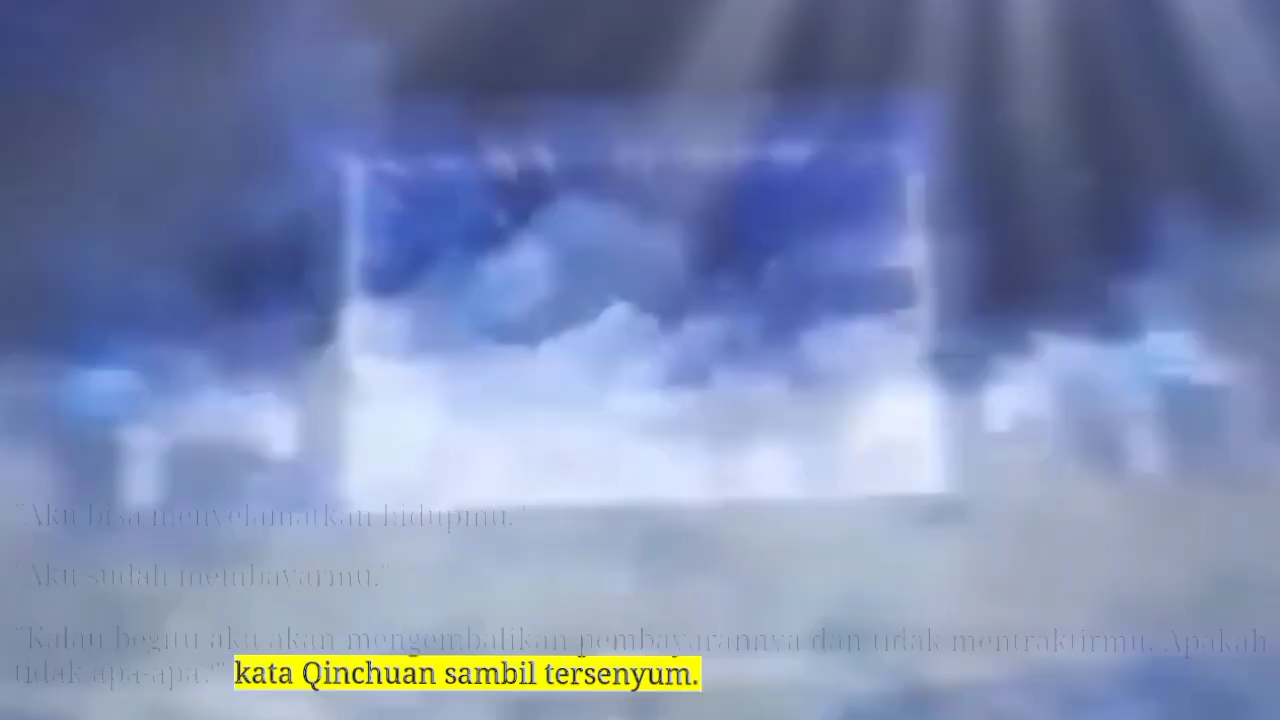 "Aku bisa menyelamatkan hidupmu."
"Aku sudah membayarmu."
"Kalau begitu aku akan mengembalikan pembayarannya dan tidak mentraktirmu. Apakah
tidak apa-apa?" kata Qinchuan sambil tersenyum.